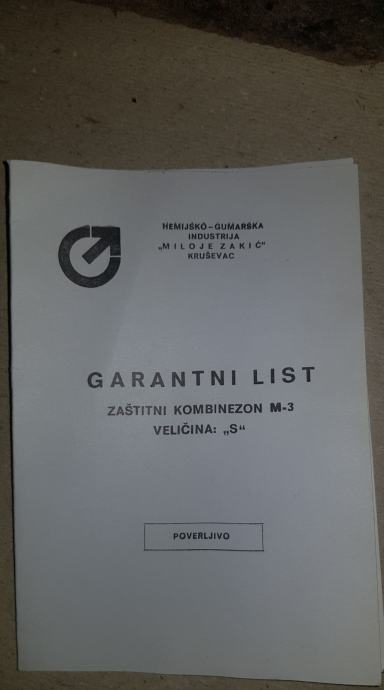 HEMIJSKO-GUMARSKA
INDUSTRIJA
„MILOJE ZAKIĆ“
KRUŠEVAC
GARANTNI LIST
ZAŠTITNI KOMBINEZON M-3
VELIČINA: „S“
POVERLJIVO